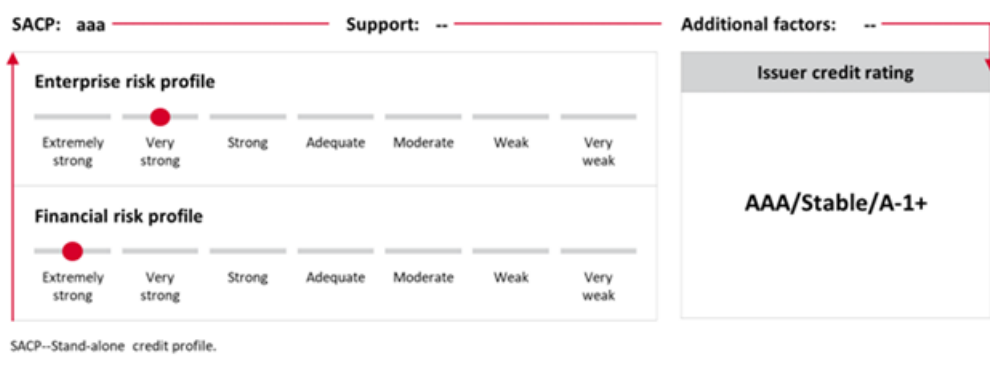 SACP: aaa Support: -- Additional factors: --
Enterprise risk profile
Extremely strong Very strong Strong Adequate Moderate Weak Very weak
Financial risk profile
Extremely strong Very strong Strong Adequate Moderate Weak Very weak
Issuer credit rating
AAA/Stable/A-1+
SACP--Stand-alone credit profile.